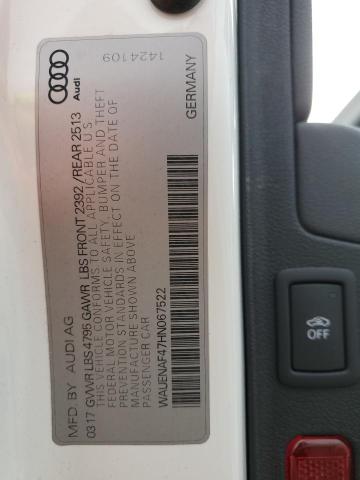 MFD. BY AUDI AG
0317 GVWR LBS 4795 GAWR LBS FRONT 2392 /REAR 2513
THIS VEHICLE CONFORMS TO ALL APPLICABLE U.S.
FEDERAL MOTOR VEHICLE SAFETY, BUMPER AND THEFT
PREVENTION STANDARDS IN EFFECT ON THE DATE OF
MANUFACTURE SHOWN ABOVE
PASSENGER CAR
WAUENAF47HN067522
GERMANY
Audi
1424109
OFF